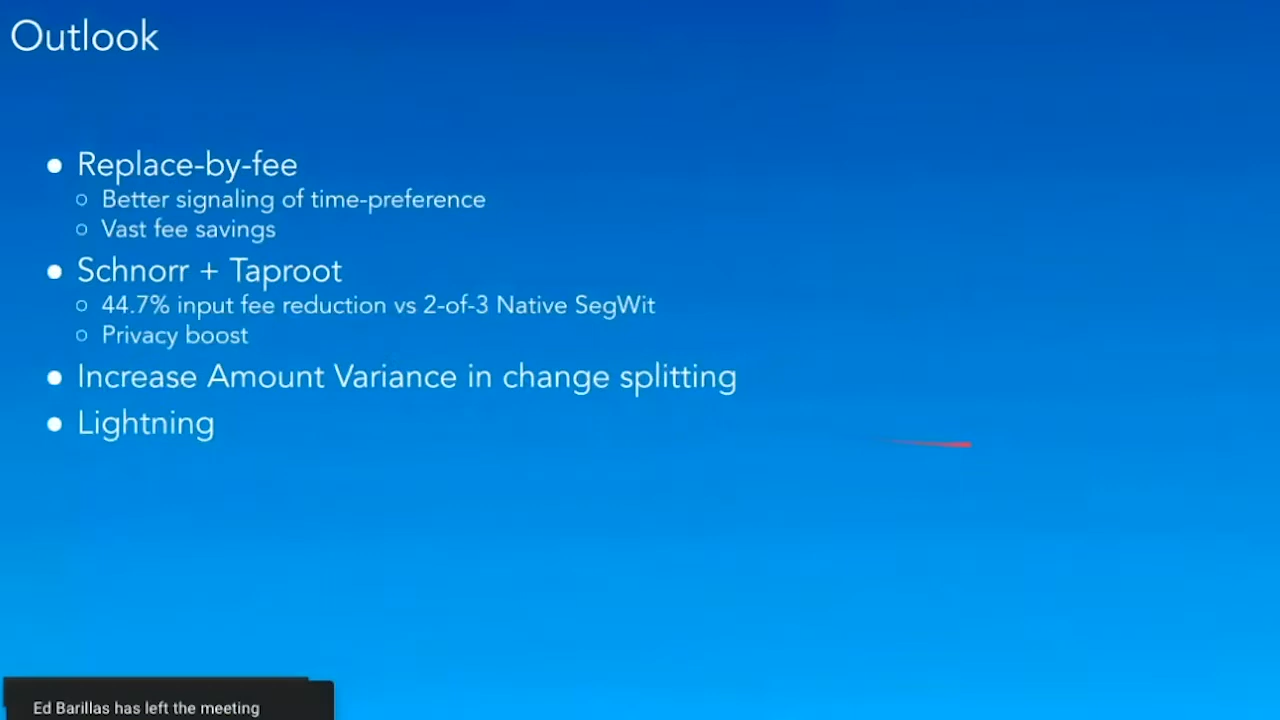 Outlook
Replace-by-fee
Better signaling of time-preference
Vast fee savings
Schnorr + Taproot
44.7% input fee reduction vs 2-of-3 Native SegWit
Privacy boost
Increase Amount Variance in change splitting
Lightning
Ed Barillas has left the meeting